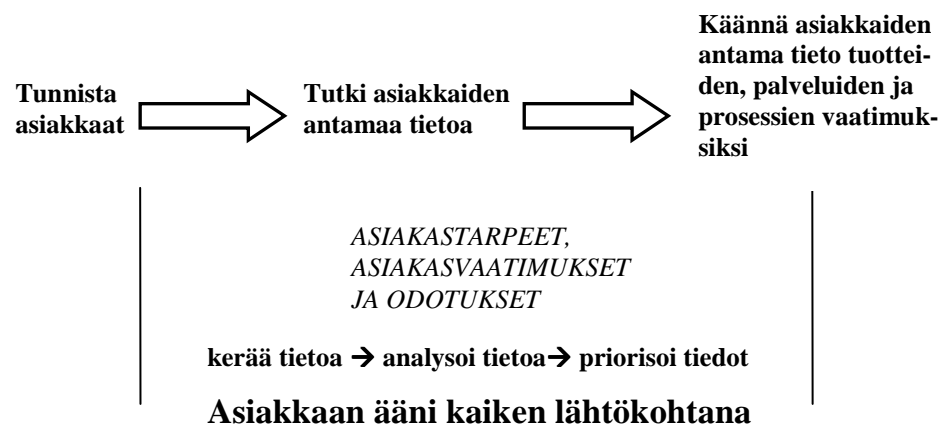 Tunnista
asiakkaat
Tutki asiakkaiden
antamaa tietoa
Käännä asiakkaiden
antama tieto tuottei-
den, palveluiden ja
prosessien vaatimuk-
siksi
ASIAKASTARPEET,
ASIAKASVAATIMUKSET
JA ODOTUKSET
kerää tietoa → analysoi tietoa→ priorisoi tiedot
Asiakkaan ääni kaiken lähtökohtana